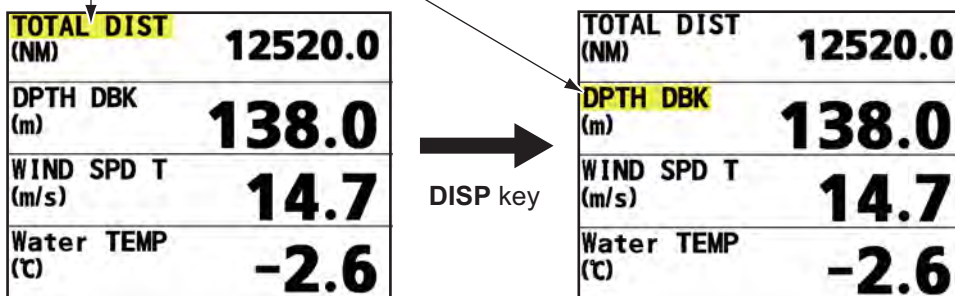 TOTAL DIST
(NM)
12520.0
DPTH DBK
(m)
138.0
WIND SPD T
(m/s)
14.7
Water TEMP
(℃)
-2.6
DISP key
TOTAL DIST
(NM)
12520.0
DPTH DBK
(m)
138.0
WIND SPD T
(m/s)
14.7
Water TEMP
(℃)
-2.6